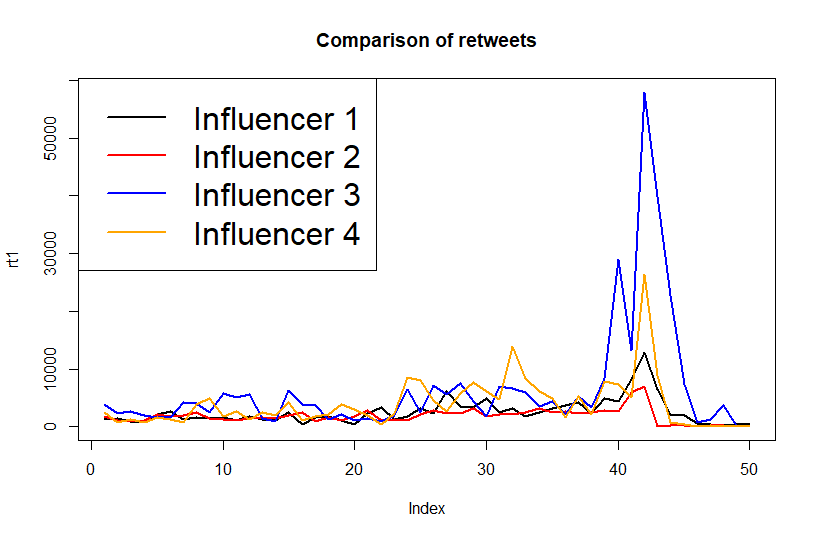 Comparison of retweets
Influencer 1
Influencer 2
Influencer 3
Influencer 4
50000
30000
10000
0
rt1
0 10 20 30 40 50
Index